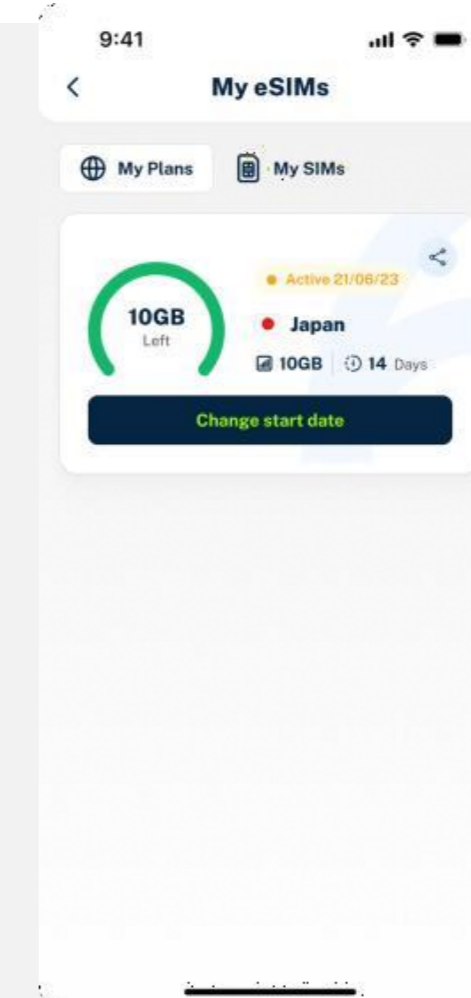 9:41
My eSIMs
My Plans
My SIMs
Active 21/06/23
10GB
Left
Japan
10GB
14 Days
Change start date